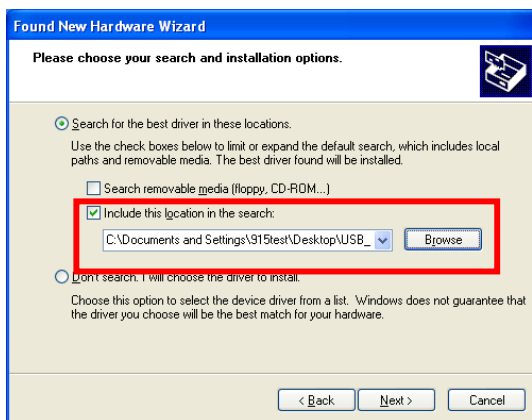 Found New Hardware Wizard
Please choose your search and installation options.
Search for the best driver in these locations.
Use the check boxes below to limit or expand the default search, which includes local
paths and removable media. The best driver found will be installed.
Search removable media (floppy, CD-ROM...)
Include this location in the search:
C:\Documents and Settings\915test\Desktop\USB_
Browse
Don't search. I will choose the driver to install.
Choose this option to select the device driver from a list. Windows does not guarantee that
the driver you choose will be the best match for your hardware.
< Back
Next >
Cancel